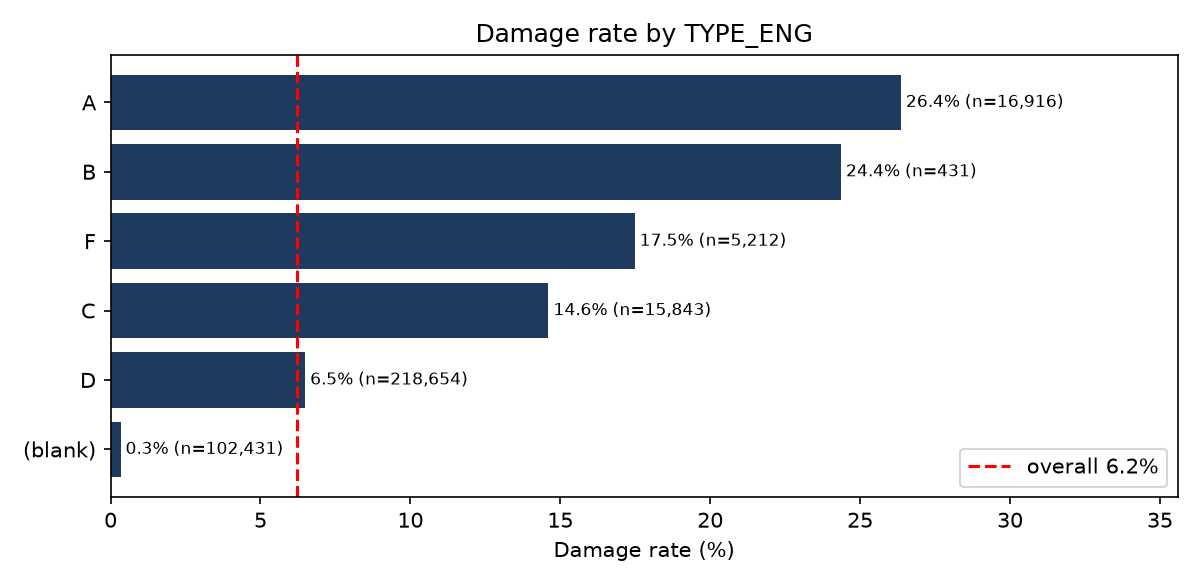 Damage rate by TYPE_ENG
A
26.4% (n=16,916)
B
24.4% (n=431)
F
17.5% (n=5,212)
C
14.6% (n=15,843)
D
6.5% (n=218,654)
(blank)
0.3% (n=102,431)
overall 6.2%
0 5 10 15 20 25 30 35
Damage rate (%)